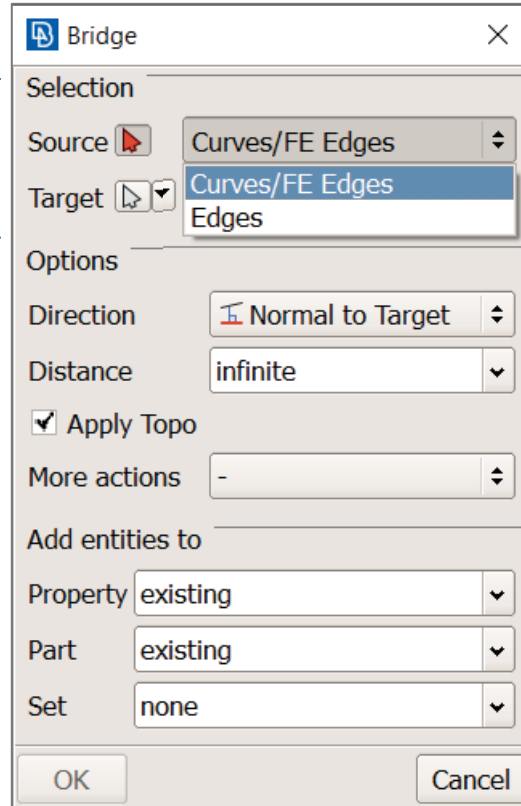 Bridge
Selection
Source Curves/FE Edges
Target Curves/FE Edges
Edges
Options
Direction Normal to Target
Distance infinite
Apply Topo
More actions -
Add entities to
Property existing
Part existing
Set none
OK Cancel